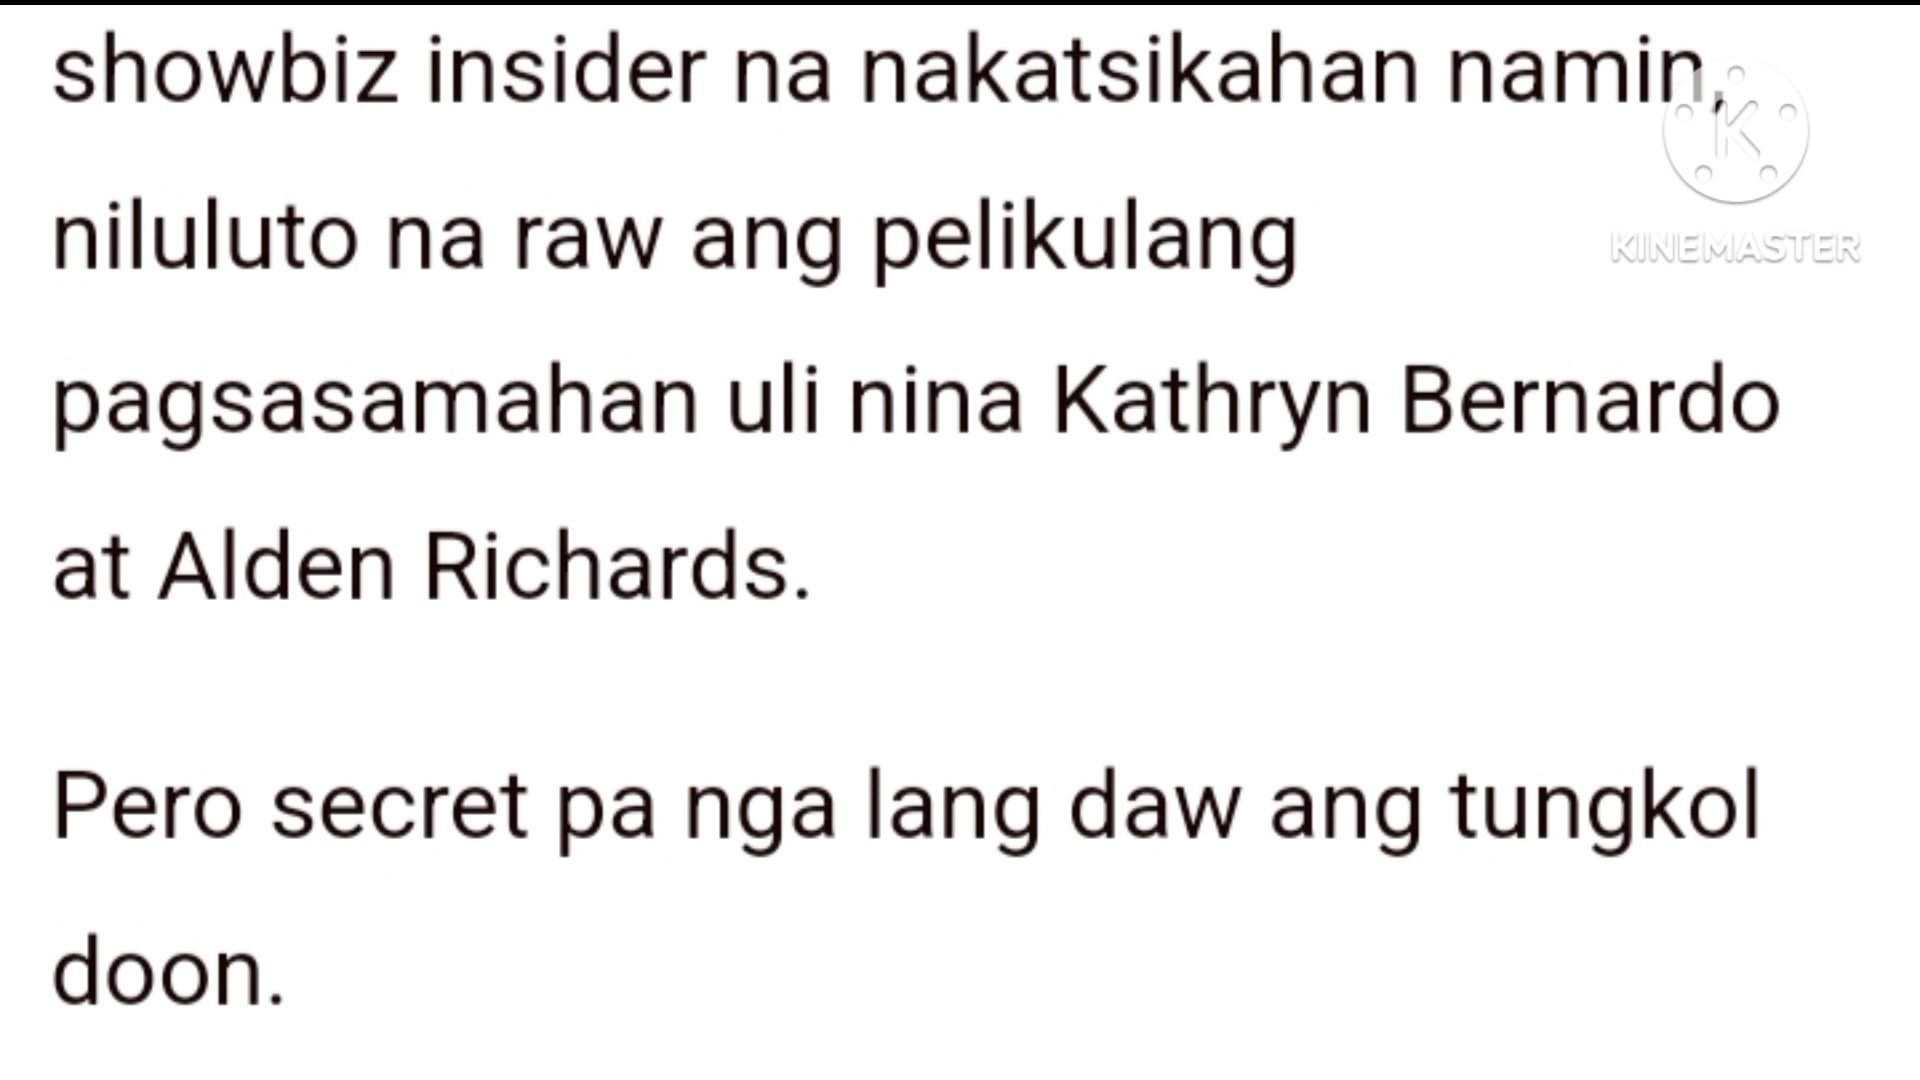 showbiz insider na nakatsikahan namin,
niluluto na raw ang pelikulang
pagsasamahan uli nina Kathryn Bernardo
at Alden Richards.
Pero secret pa nga lang daw ang tungkol
doon.
K
KINEMASTER